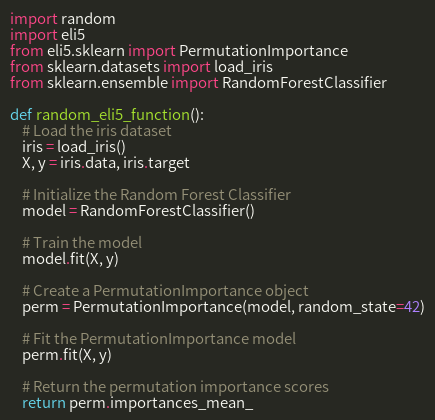 import random
import eli5
from eli5.sklearn import PermutationImportance
from sklearn.datasets import load_iris
from sklearn.ensemble import RandomForestClassifier

def random_eli5_function():
    # Load the iris dataset
    iris = load_iris()
    X, y = iris.data, iris.target

    # Initialize the Random Forest Classifier
    model = RandomForestClassifier()

    # Train the model
    model.fit(X, y)

    # Create a PermutationImportance object
    perm = PermutationImportance(model, random_state=42)

    # Fit the PermutationImportance model
    perm.fit(X, y)

    # Return the permutation importance scores
    return perm.importances_mean_